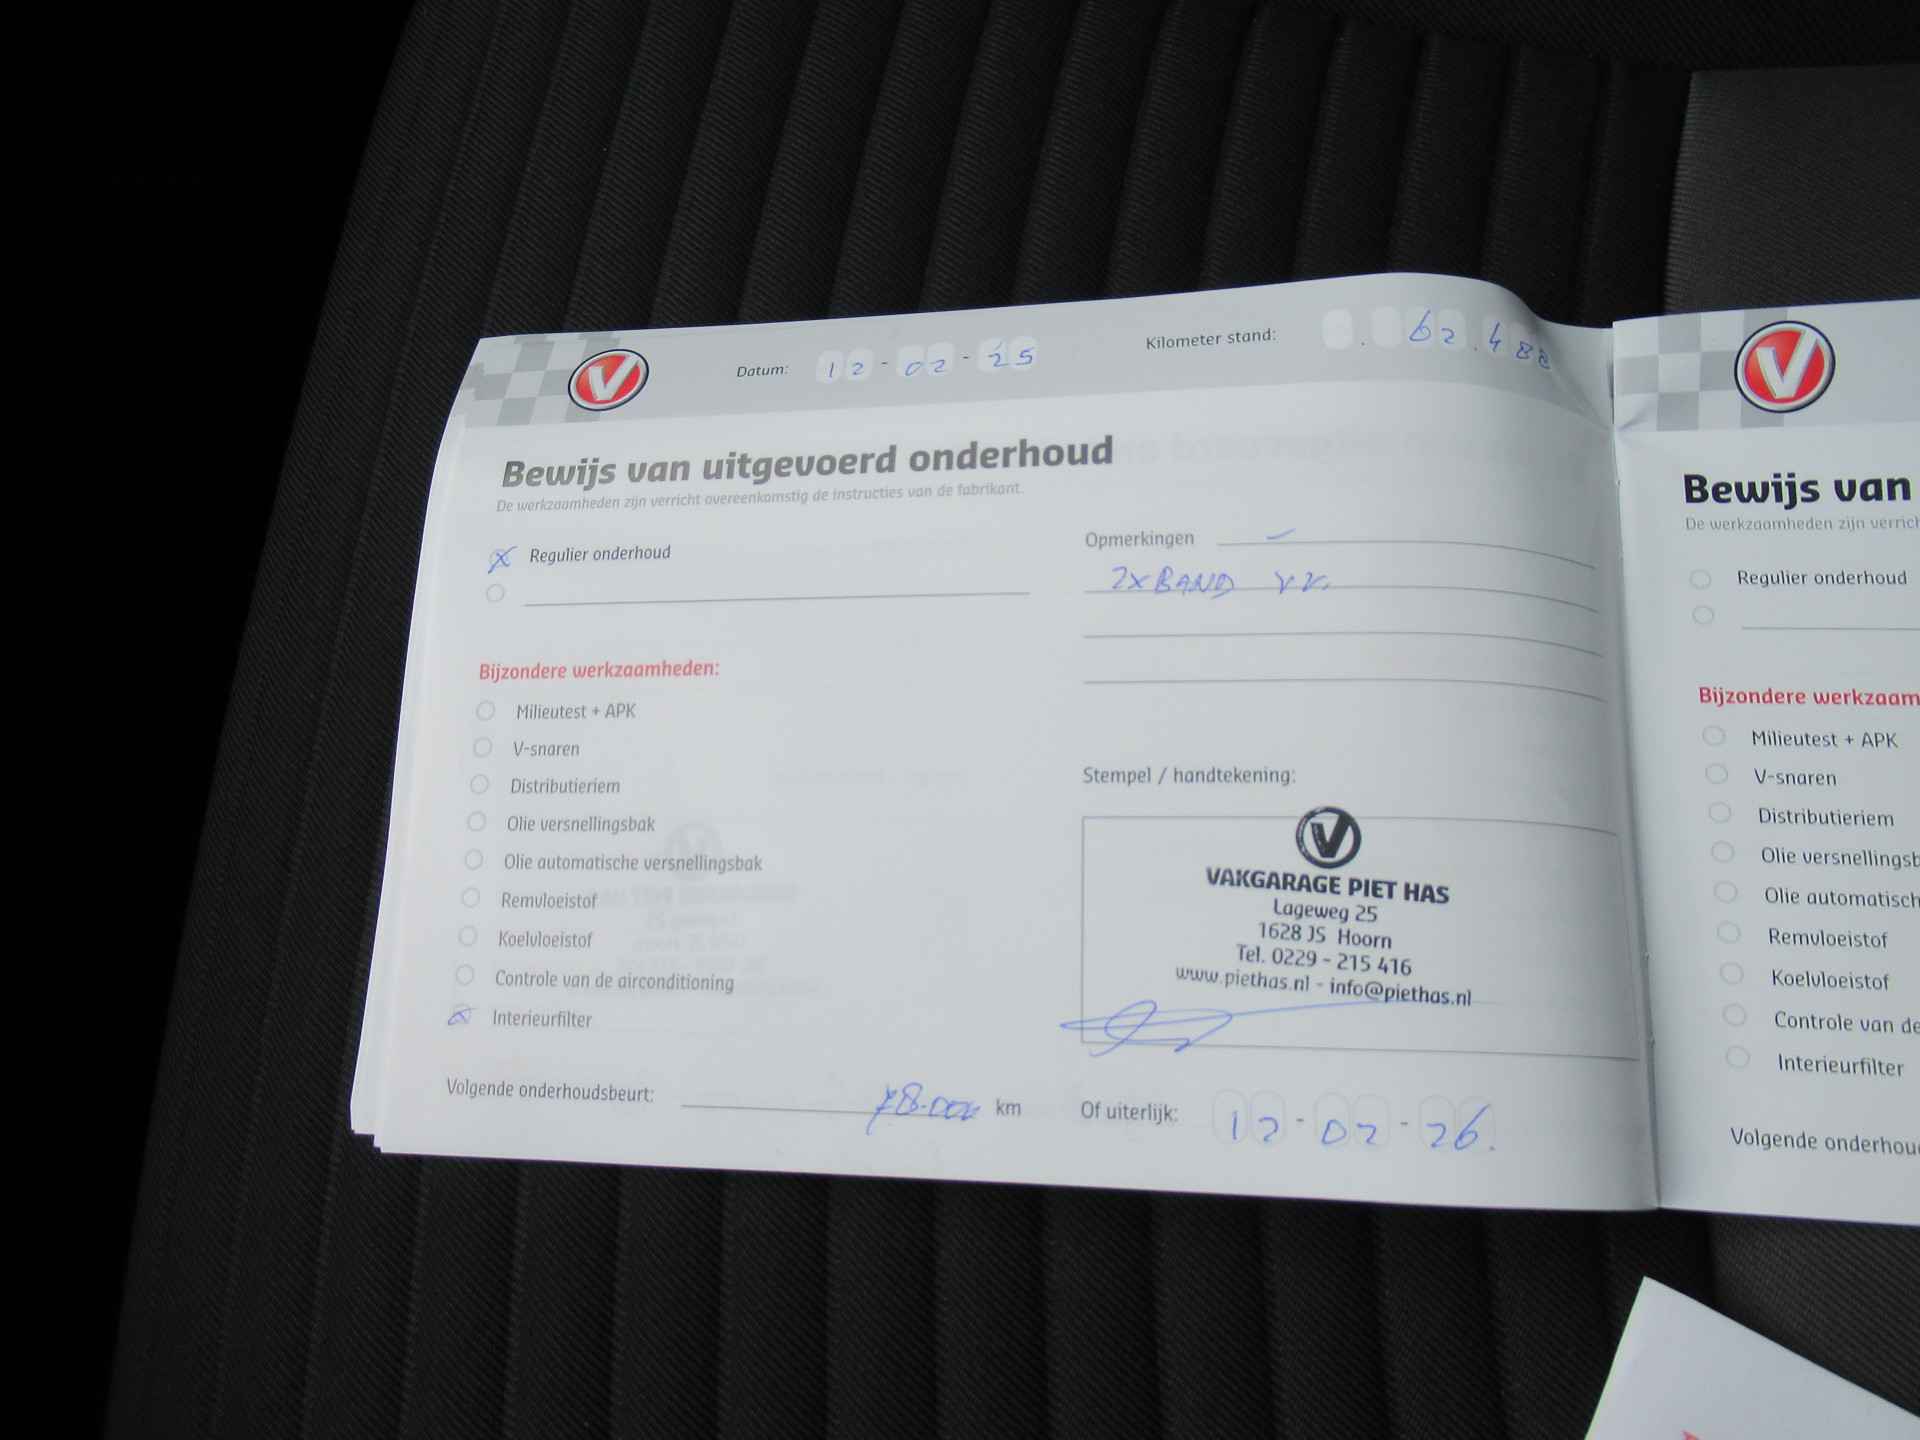 V
Datum: 12-02-25
Kilometer stand: . 62.488
Bewijs van uitgevoerd onderhoud
De werkzaamheden zijn verricht overeenkomstig de instructies van de fabrikant.
x Regulier onderhoud
Bijzondere werkzaamheden:
Milieutest + APK
V-snaren
Distributieriem
Olie versnellingsbak
Olie automatische versnellingsbak
Remvloeistof
Koelvloeistof
Controle van de airconditioning
x Interieurfilter
Volgende onderhoudsbeurt: 78.000 km
Opmerkingen
2x BAND VV.
Stempel / handtekening:
V
VAKGARAGE PIET HAS
Lageweg 25
1628 JS Hoorn
Tel. 0229 - 215 416
www.piethas.nl - info@piethas.nl
Of uiterlijk: 12-02-26.
V
Bewijs van
De werkzaamheden zijn verrich
Regulier onderhoud
Bijzondere werkzaam
Milieutest + APK
V-snaren
Distributieriem
Olie versnellingsb
Olie automatisch
Remvloeistof
Koelvloeistof
Controle van de
Interieurfilter
Volgende onderhou